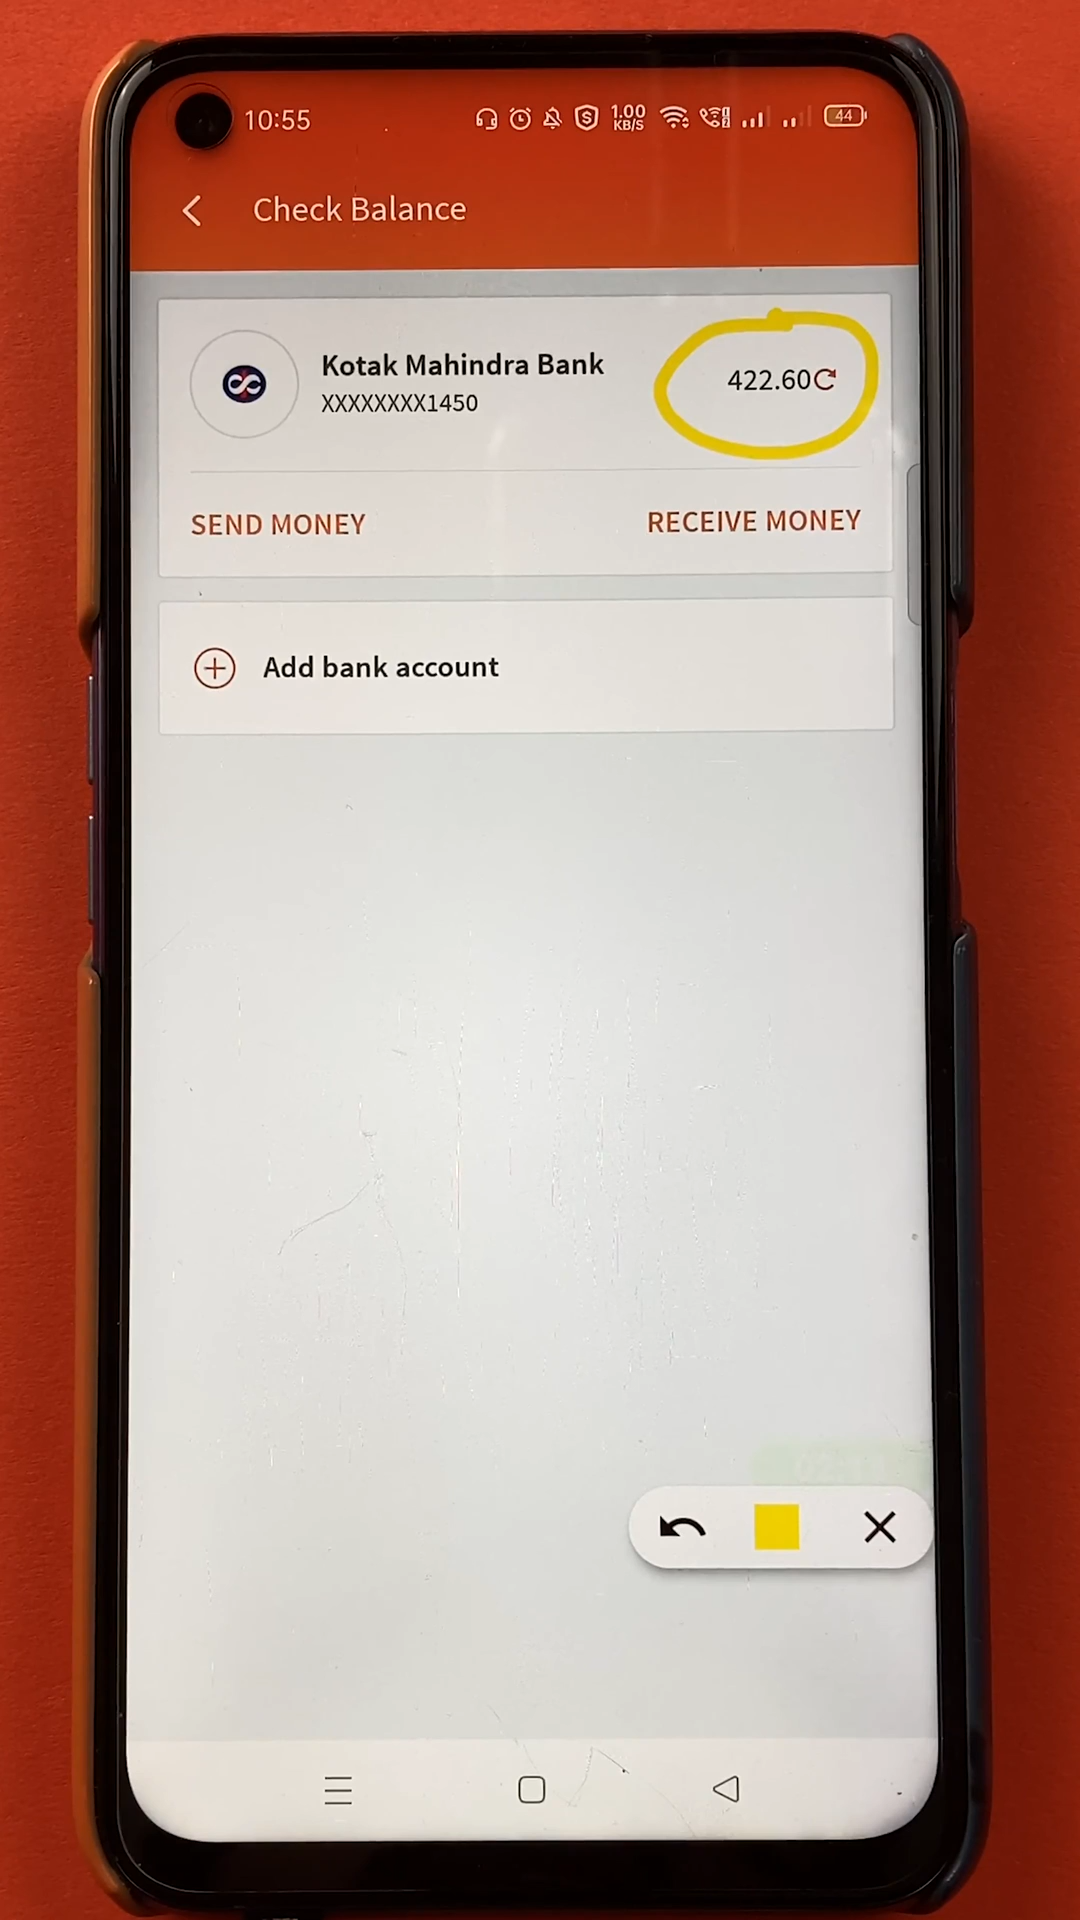 10:55 1.00 KB/S 44
Check Balance
Kotak Mahindra Bank 422.60
XXXXXXXX1450
SEND MONEY RECEIVE MONEY
Add bank account